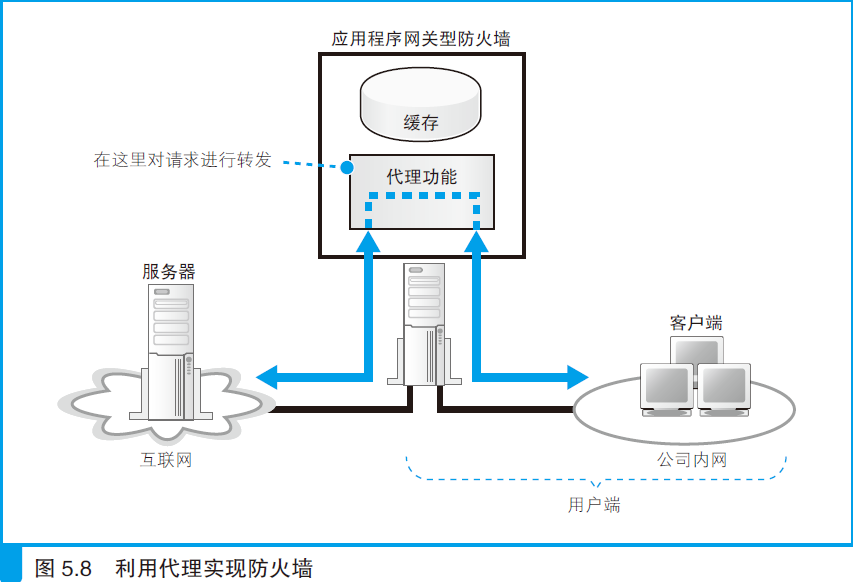 应用程序网关型防火墙
缓存
在这里对请求进行转发
代理功能
服务器
客户端
互联网
公司内网
用户端
图 5.8 利用代理实现防火墙